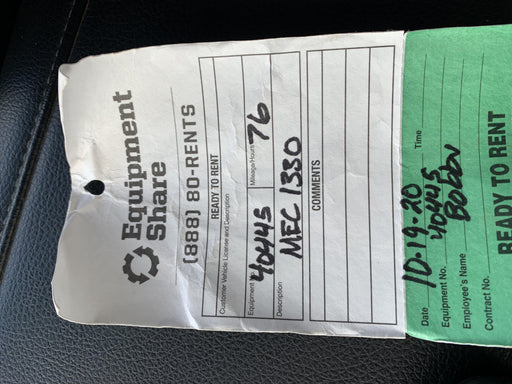 Equipment
Share
(888) 80-RENTS
READY TO RENT
Customer Vehicle License and Description
Equipment 40445 Mileage/Hours 76
Description MEC 1330
COMMENTS
Date 10-19-20 Time
Equipment No. 40445
Employee's Name
Contract No.
READY TO RENT